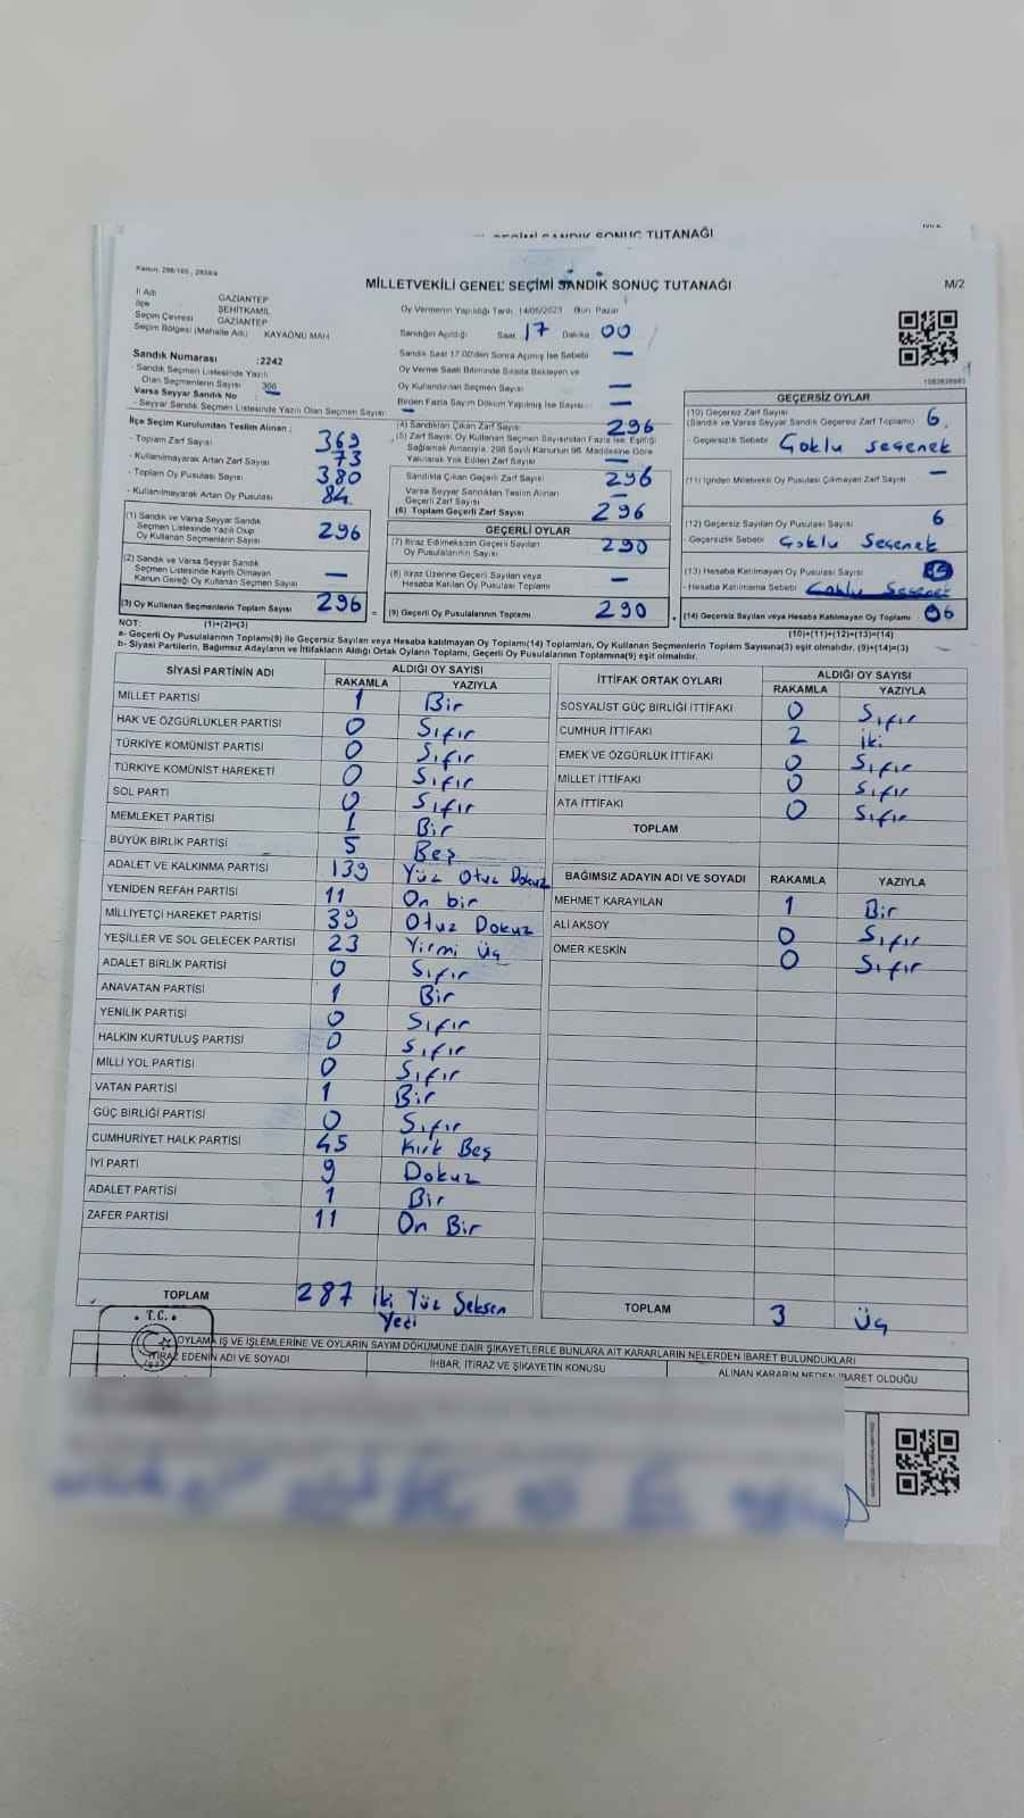 SONUÇ TUTANAĞI
MİLLETVEKİLİ GENEL SEÇİMİ SANDIK SONUÇ TUTANAĞI
M/2
İl Adı GAZİANTEP
İlçe ŞEHİTKAMİL
Seçim Çevresi GAZİANTEP
Seçim Bölgesi (Mahalle Adı) KAYAÖNÜ MAH
Oy Vermenin Yapıldığı Tarih: 14/05/2023 Gün: Pazar
Sandığın Açıldığı Saat 17 Dakika 00
Sandık Numarası :2242
Sandık Seçmen Listesinde Yazılı
Olan Seçmenlerin Sayısı 366
Varsa Seyyar Sandık No —
- Seyyar Sandık Seçmen Listesinde Yazılı Olan Seçmen Sayısı —
Sandık Saat 17.00'den Sonra Açılmış İse Sebebi —
Oy Verme Saati Bitiminde Sırada Bekleyen ve
Oy Kullandırılan Seçmen Sayısı —
Birden Fazla Sayım Döküm Yapılmış İse Sayısı —
İlçe Seçim Kurulundan Teslim Alınan :
- Toplam Zarf Sayısı 369
- Kullanılmayarak Artan Zarf Sayısı 73
- Toplam Oy Pusulası Sayısı 380
- Kullanılmayarak Artan Oy Pusulası 84
(1) Sandık ve Varsa Seyyar Sandık
Seçmen Listesinde Yazılı Olup
Oy Kullanan Seçmenlerin Sayısı 296
(2) Sandık ve Varsa Seyyar Sandık
Seçmen Listesinde Kayıtlı Olmayan
Kanun Gereği Oy Kullanan Seçmen Sayısı —
(3) Oy Kullanan Seçmenlerin Toplam Sayısı 296
(1)+(2)=(3)
(4) Sandıktan Çıkan Zarf Sayısı 296
(5) Zarf Sayısı Oy Kullanan Seçmen Sayısından Fazla ise, Eşitliği
Sağlamak Amacıyla, 298 Sayılı Kanunun 98. Maddesine Göre
Yakılarak Yok Edilen Zarf Sayısı —
Sandıkta Çıkan Geçerli Zarf Sayısı 296
Varsa Seyyar Sandıktan Teslim Alınan
Geçerli Zarf Sayısı —
(6) Toplam Geçerli Zarf Sayısı 296
GEÇERLİ OYLAR
(7) İtiraz Edilmeksizin Geçerli Sayılan
Oy Pusulalarının Sayısı 290
(8) İtiraz Üzerine Geçerli Sayılan veya
Hesaba Katılan Oy Pusulası Toplamı —
(9) Geçerli Oy Pusulalarının Toplamı 290
GEÇERSİZ OYLAR
(10) Geçersiz Zarf Sayısı
(Sandık ve Varsa Seyyar Sandık Geçersiz Zarf Toplamı) 6
- Geçersizlik Sebebi Çoklu seçenek
(11) İçinden Milletvekili Oy Pusulası Çıkmayan Zarf Sayısı —
(12) Geçersiz Sayılan Oy Pusulası Sayısı 6
- Geçersizlik Sebebi Çoklu Seçenek
(13) Hesaba Katılmayan Oy Pusulası Sayısı
- Hesaba Katılmama Sebebi Çoklu Seçenek
(14) Geçersiz Sayılan veya Hesaba Katılmayan Oy Toplamı 06
(10)+(11)+(12)+(13)=(14)
NOT:
a- Geçerli Oy Pusulalarının Toplamı(9) ile Geçersiz Sayılan veya Hesaba katılmayan Oy Toplamı(14) Toplamları, Oy Kullanan Seçmenlerin Toplam Sayısına(3) eşit olmalıdır. (9)+(14)=(3)
b- Siyasi Partilerin, Bağımsız Adayların ve İttifakların Aldığı Ortak Oyların Toplamı, Geçerli Oy Pusulalarının Toplamına(9) eşit olmalıdır.
SİYASİ PARTİNİN ADI ALDIĞI OY SAYISI
RAKAMLA YAZIYLA
MİLLET PARTİSİ 1 Bir
HAK VE ÖZGÜRLÜKLER PARTİSİ 0 Sıfır
TÜRKİYE KOMÜNİST PARTİSİ 0 Sıfır
TÜRKİYE KOMÜNİST HAREKETİ 0 Sıfır
SOL PARTİ 0 Sıfır
MEMLEKET PARTİSİ 1 Bir
BÜYÜK BİRLİK PARTİSİ 5 Beş
ADALET VE KALKINMA PARTİSİ 139 Yüz Otuz Dokuz
YENİDEN REFAH PARTİSİ 11 On bir
MİLLİYETÇİ HAREKET PARTİSİ 39 Otuz Dokuz
YEŞİLLER VE SOL GELECEK PARTİSİ 23 Yirmi Üç
ADALET BİRLİK PARTİSİ 0 Sıfır
ANAVATAN PARTİSİ 1 Bir
YENİLİK PARTİSİ 0 Sıfır
HALKIN KURTULUŞ PARTİSİ 0 Sıfır
MİLLİ YOL PARTİSİ 0 Sıfır
VATAN PARTİSİ 1 Bir
GÜÇ BİRLİĞİ PARTİSİ 0 Sıfır
CUMHURİYET HALK PARTİSİ 45 Kırk Beş
İYİ PARTİ 9 Dokuz
ADALET PARTİSİ 1 Bir
ZAFER PARTİSİ 11 On Bir
TOPLAM 287 İki Yüz Seksen
Yedi
İTTİFAK ORTAK OYLARI ALDIĞI OY SAYISI
RAKAMLA YAZIYLA
SOSYALİST GÜÇ BİRLİĞİ İTTİFAKI 0 Sıfır
CUMHUR İTTİFAKI 2 İki
EMEK VE ÖZGÜRLÜK İTTİFAKI 0 Sıfır
MİLLET İTTİFAKI 0 Sıfır
ATA İTTİFAKI 0 Sıfır
TOPLAM
BAĞIMSIZ ADAYIN ADI VE SOYADI RAKAMLA YAZIYLA
MEHMET KARAYILAN 1 Bir
ALİ AKSOY 0 Sıfır
ÖMER KESKİN 0 Sıfır
TOPLAM 3 Üç
T.C.
OYLAMA İŞ VE İŞLEMLERİNE VE OYLARIN SAYIM DÖKÜMÜNE DAİR ŞİKAYETLERLE BUNLARA AİT KARARLARIN NELERDEN İBARET BULUNDUKLARI
İTİRAZ EDENİN ADI VE SOYADI
İHBAR, İTİRAZ VE ŞİKAYETİN KONUSU
ALINAN KARARIN NEDEN İBARET OLDUĞU